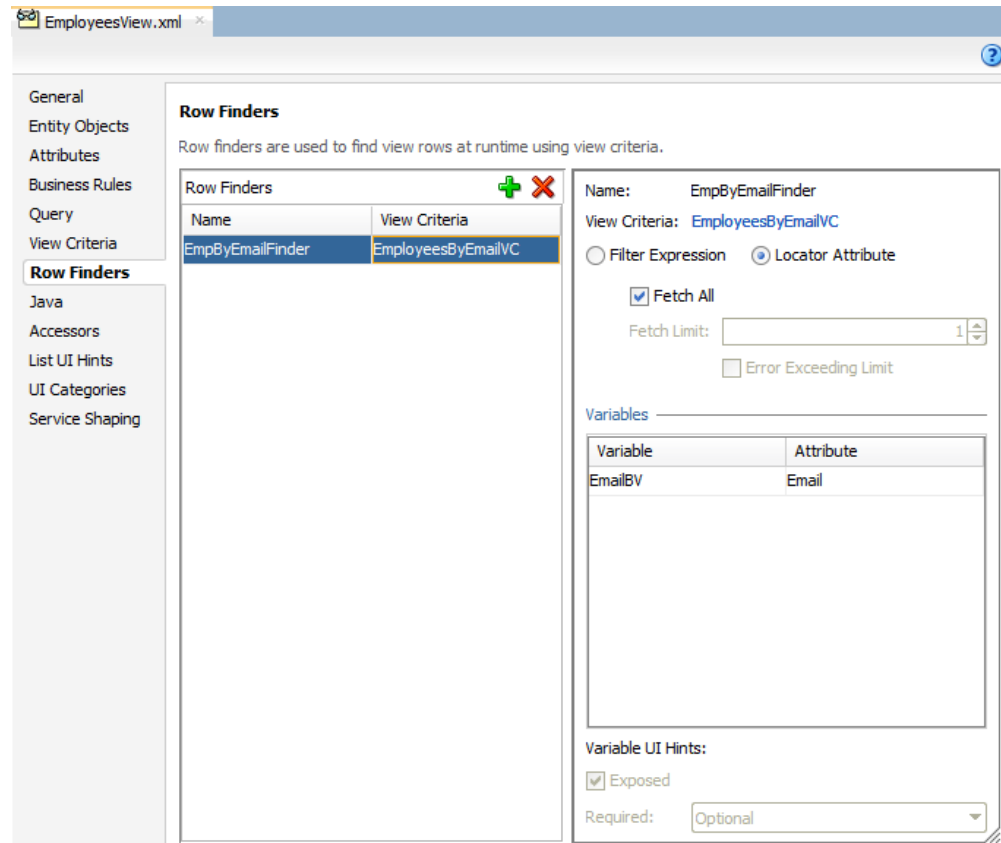 EmployeesView.xml
General
Entity Objects
Attributes
Business Rules
Query
View Criteria
Row Finders
Java
Accessors
List UI Hints
UI Categories
Service Shaping
Row Finders
Row finders are used to find view rows at runtime using view criteria.
Row Finders
Name View Criteria
EmpByEmailFinder EmployeesByEmailVC
Name: EmpByEmailFinder
View Criteria: EmployeesByEmailVC
Filter Expression Locator Attribute
Fetch All
Fetch Limit: 1
Error Exceeding Limit
Variables
Variable Attribute
EmailBV Email
Variable UI Hints:
Exposed
Required: Optional